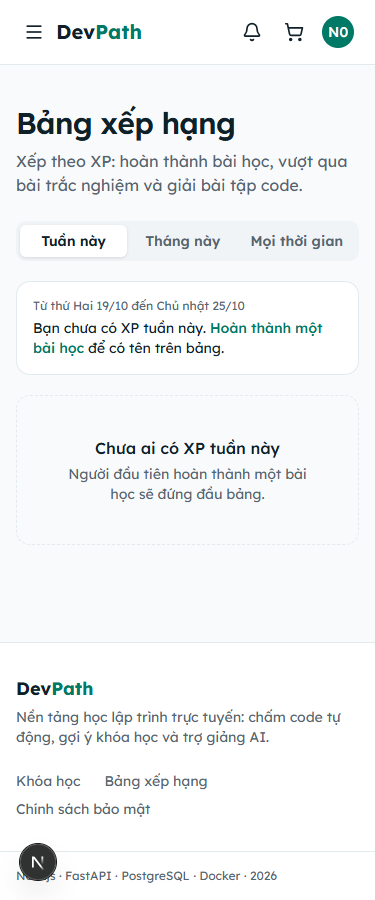 DevPath
N0
Bảng xếp hạng
Xếp theo XP: hoàn thành bài học, vượt qua
bài trắc nghiệm và giải bài tập code.
Tuần này
Tháng này
Mọi thời gian
Từ thứ Hai 19/10 đến Chủ nhật 25/10
Bạn chưa có XP tuần này. Hoàn thành một
bài học để có tên trên bảng.
Chưa ai có XP tuần này
Người đầu tiên hoàn thành một bài
học sẽ đứng đầu bảng.
DevPath
Nền tảng học lập trình trực tuyến: chấm code tự
động, gợi ý khóa học và trợ giảng AI.
Khóa học
Bảng xếp hạng
Chính sách bảo mật
N
· FastAPI · PostgreSQL · Docker · 2026